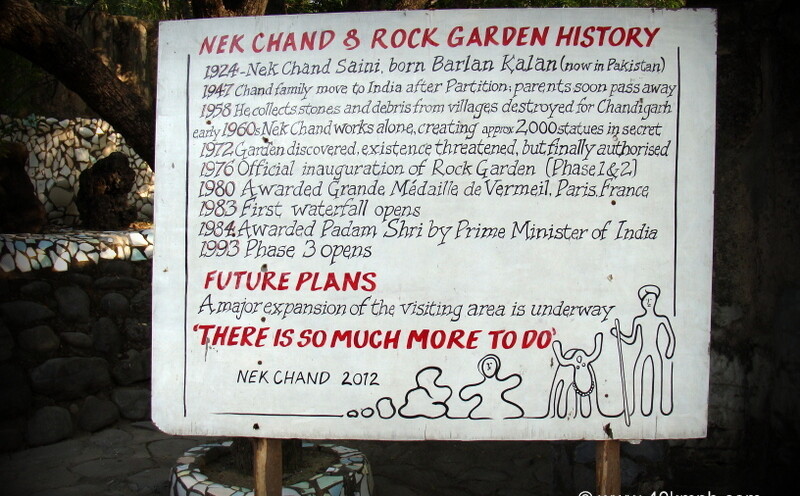 NEK CHAND & ROCK GARDEN HISTORY
1924-Nek Chand Saini, born Barlan Kalan (now in Pakistan)
1947 Chand family move to India after Partition; parents soon pass away
1958 He collects stones and debris from villages destroyed for Chandigarh
early 1960s Nek Chand works alone, creating approx 2,000 statues in secret
1972 Garden discovered, existence threatened, but finally authorised
1976 Official inauguration of Rock Garden (Phase 1 & 2)
1980 Awarded Grande Médaille de Vermeil, Paris, France
1983 First waterfall opens
1984 Awarded Padam Shri by Prime Minister of India
1993 Phase 3 opens
FUTURE PLANS
A major expansion of the visiting area is underway
'THERE IS SO MUCH MORE TO DO'
NEK CHAND 2012
© www.40kmph.com